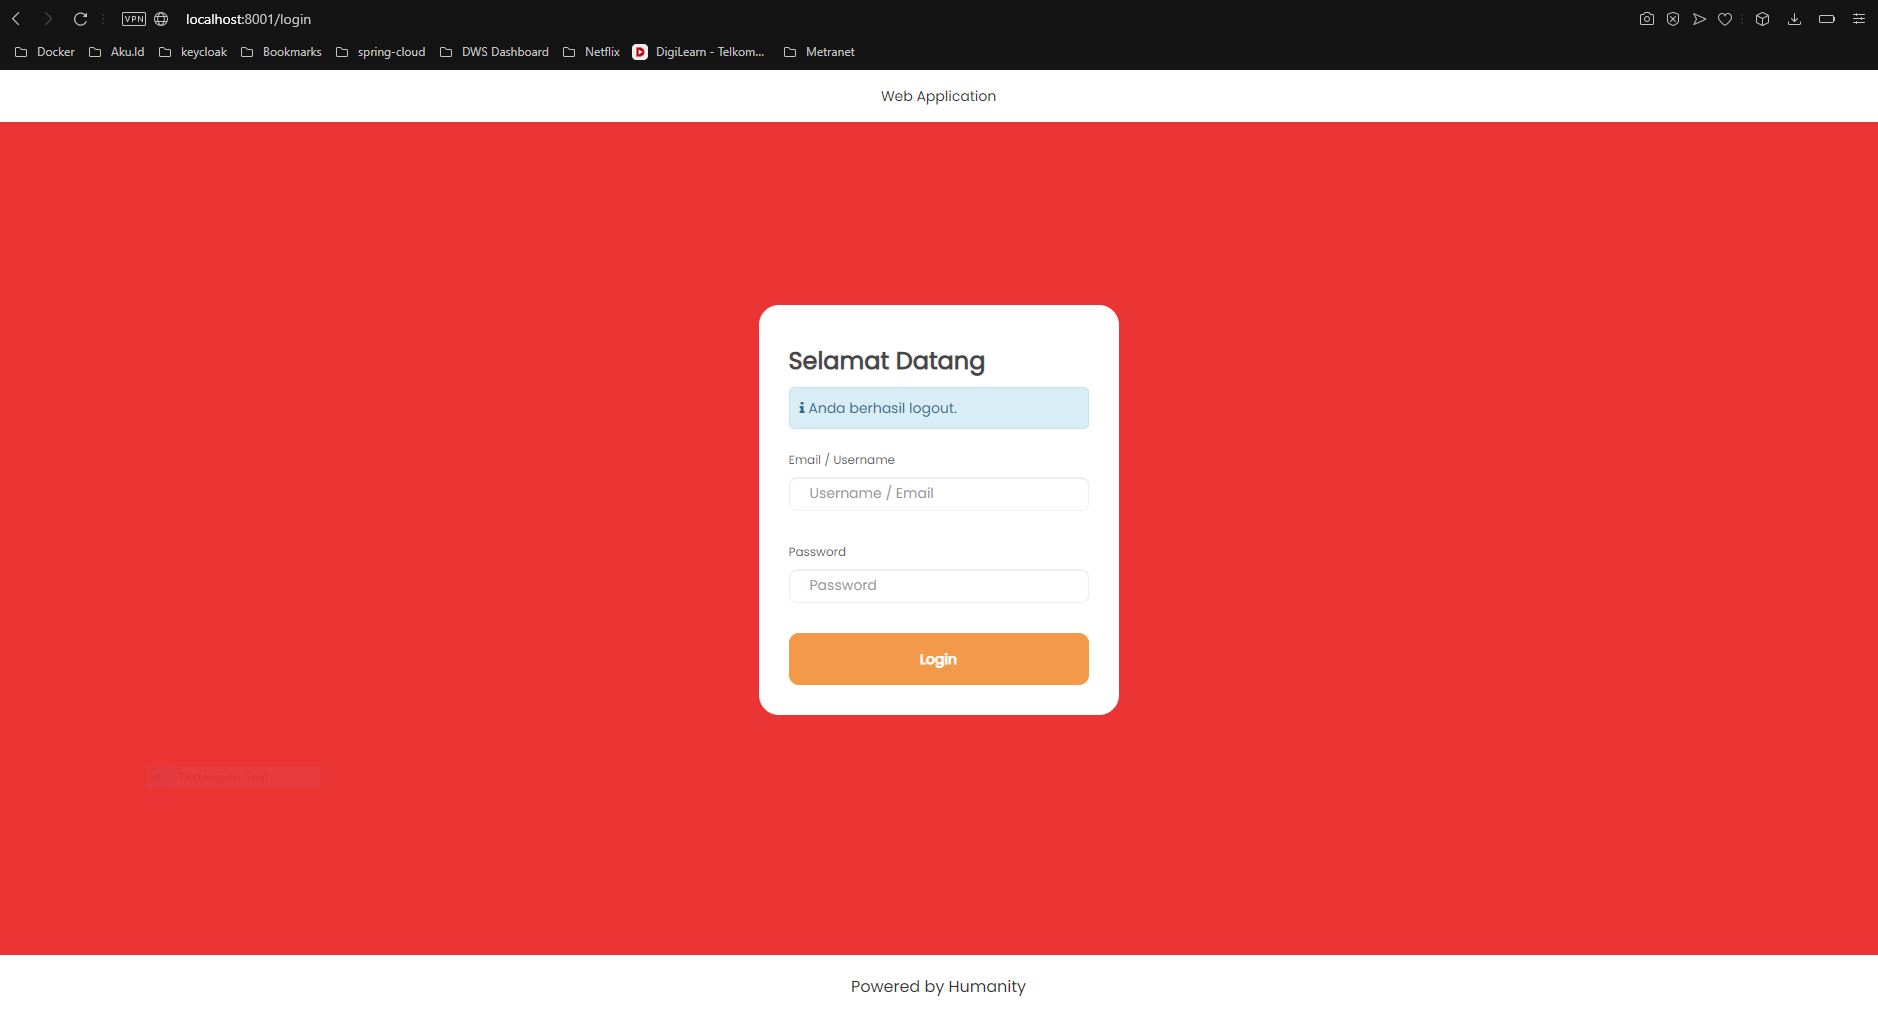 VPN localhost:8001/login
Docker Aku.Id keycloak Bookmarks spring-cloud DWS Dashboard Netflix DigiLearn - Telkom... Metranet
Web Application
Selamat Datang
Anda berhasil logout.
Email / Username
Username / Email
Password
Password
Login
Rectangular Snip
Powered by Humanity